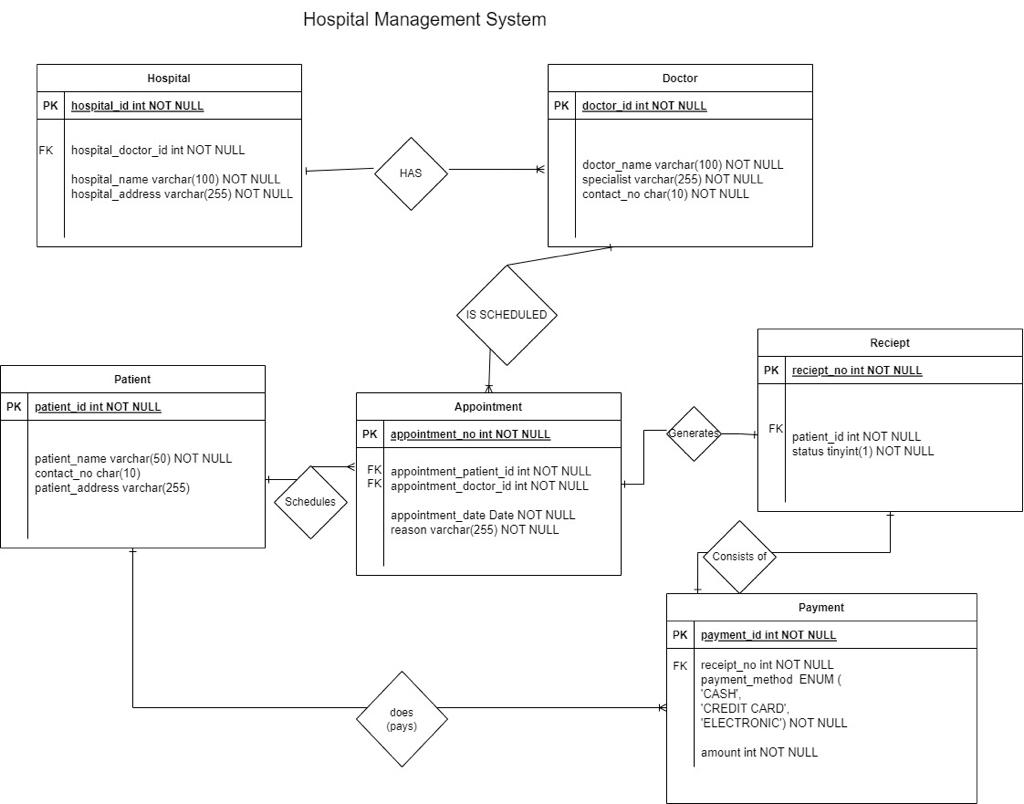 Hospital Management System
Hospital
PK hospital_id int NOT NULL
FK hospital_doctor_id int NOT NULL
hospital_name varchar(100) NOT NULL
hospital_address varchar(255) NOT NULL
HAS
Doctor
PK doctor_id int NOT NULL
doctor_name varchar(100) NOT NULL
specialist varchar(255) NOT NULL
contact_no char(10) NOT NULL
IS SCHEDULED
Patient
PK patient_id int NOT NULL
patient_name varchar(50) NOT NULL
contact_no char(10)
patient_address varchar(255)
Schedules
Appointment
PK appointment_no int NOT NULL
FK appointment_patient_id int NOT NULL
FK appointment_doctor_id int NOT NULL
appointment_date Date NOT NULL
reason varchar(255) NOT NULL
Generates
Reciept
PK reciept_no int NOT NULL
FK
patient_id int NOT NULL
status tinyint(1) NOT NULL
Consists of
Payment
PK payment_id int NOT NULL
FK receipt_no int NOT NULL
payment_method ENUM (
'CASH',
'CREDIT CARD',
'ELECTRONIC') NOT NULL
amount int NOT NULL
does
(pays)